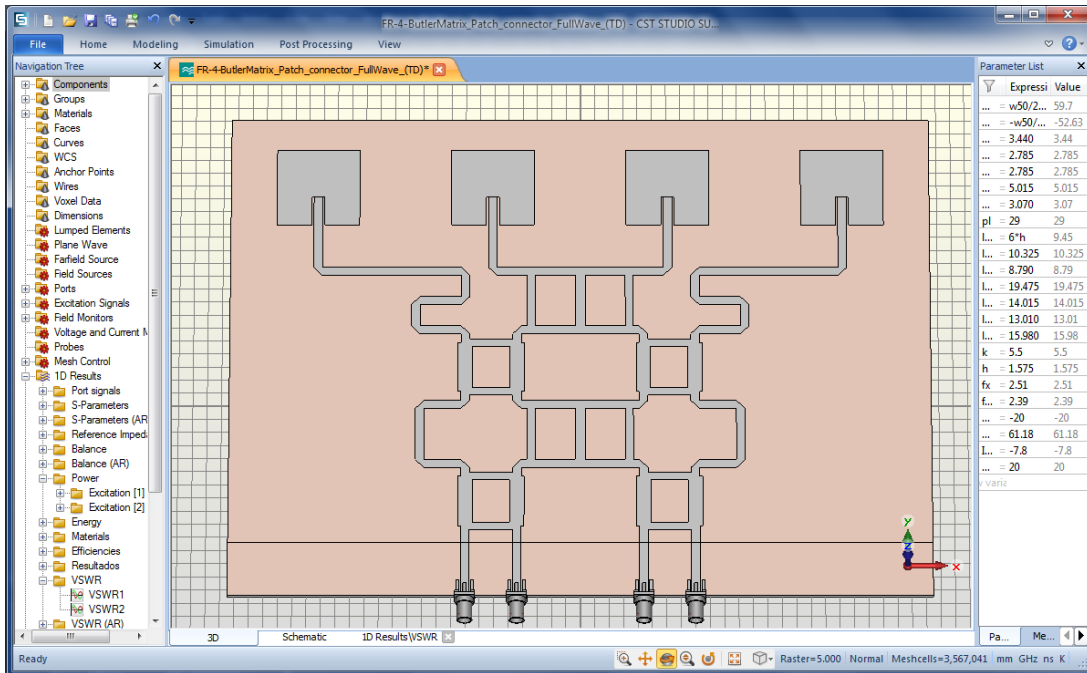 FR-4-ButlerMatrix_Patch_connector_FullWave_(TD) - CST STUDIO SU...
File Home Modeling Simulation Post Processing View
Navigation Tree
Components
Groups
Materials
Faces
Curves
WCS
Anchor Points
Wires
Voxel Data
Dimensions
Lumped Elements
Plane Wave
Farfield Source
Field Sources
Ports
Excitation Signals
Field Monitors
Voltage and Current M
Probes
Mesh Control
1D Results
Port signals
S-Parameters
S-Parameters (AR
Reference Imped
Balance
Balance (AR)
Power
Excitation [1]
Excitation [2]
Energy
Materials
Efficiencies
Resultados
VSWR
VSWR1
VSWR2
VSWR (AR)
FR-4-ButlerMatrix_Patch_connector_FullWave_(TD)*
Y
Z
X
3D Schematic 1D Results\VSWR
Parameter List
Expressi Value
... = w50/2... 59.7
... = -w50/... -52.63
... = 3.440 3.44
... = 2.785 2.785
... = 2.785 2.785
... = 5.015 5.015
... = 3.070 3.07
pl = 29 29
l... = 6*h 9.45
l... = 10.325 10.325
l... = 8.790 8.79
l... = 19.475 19.475
l... = 14.015 14.015
l... = 13.010 13.01
l... = 15.980 15.98
k = 5.5 5.5
h = 1.575 1.575
fx = 2.51 2.51
f... = 2.39 2.39
... = -20 -20
... = 61.18 61.18
I... = -7.8 -7.8
... = 20 20
w varia
Pa... Me...
Ready Raster=5.000 Normal Meshcells=3,567,041 mm GHz ns K